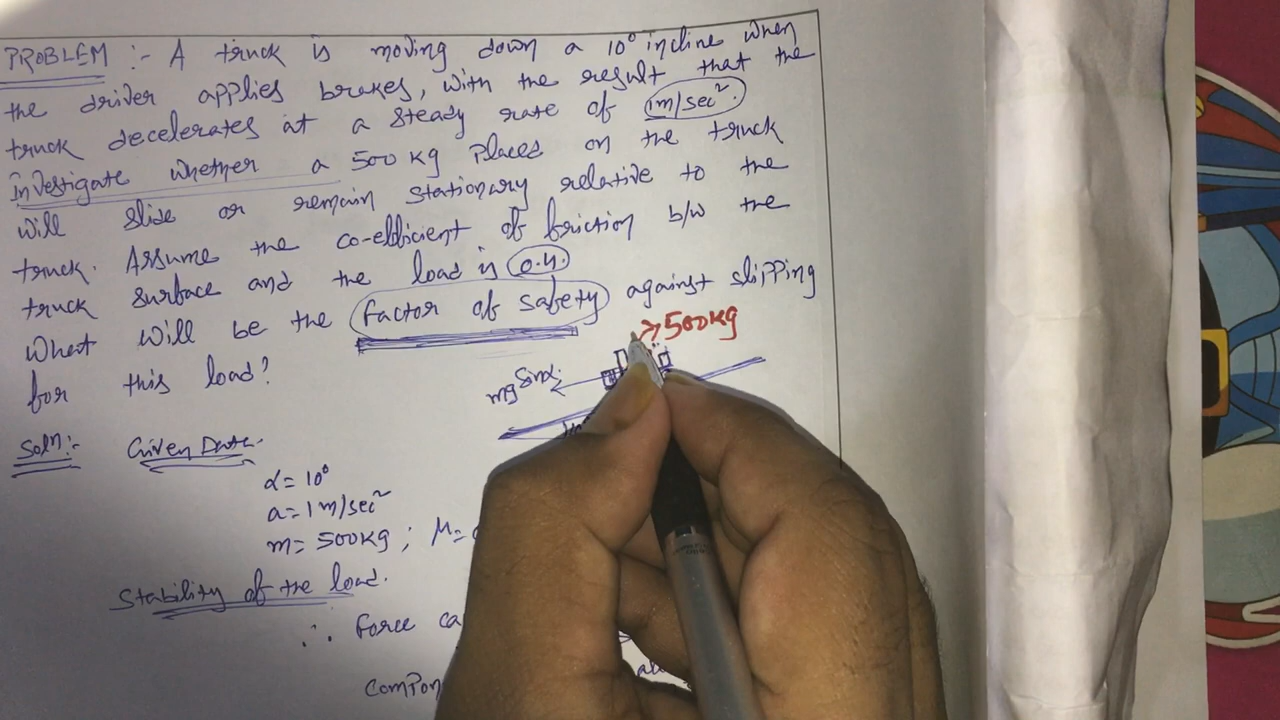 PROBLEM :- A truck is moving down a 10° incline when
the driver applies brakes, with the result that the
truck decelerates at a steady rate of 1m/sec².
Investigate whether a 500 kg places on the truck
will slide or remain stationary relative to the
truck. Assume the co-efficient of friction b/w the
truck surface and the load is 0.4.
What will be the factor of safety against slipping
for this load?
500kg
mg Sinα
Soln:- Given Data-
α = 10°
a = 1 m/sec²
m = 500kg ; μ =
Stability of the load.
∴ Force